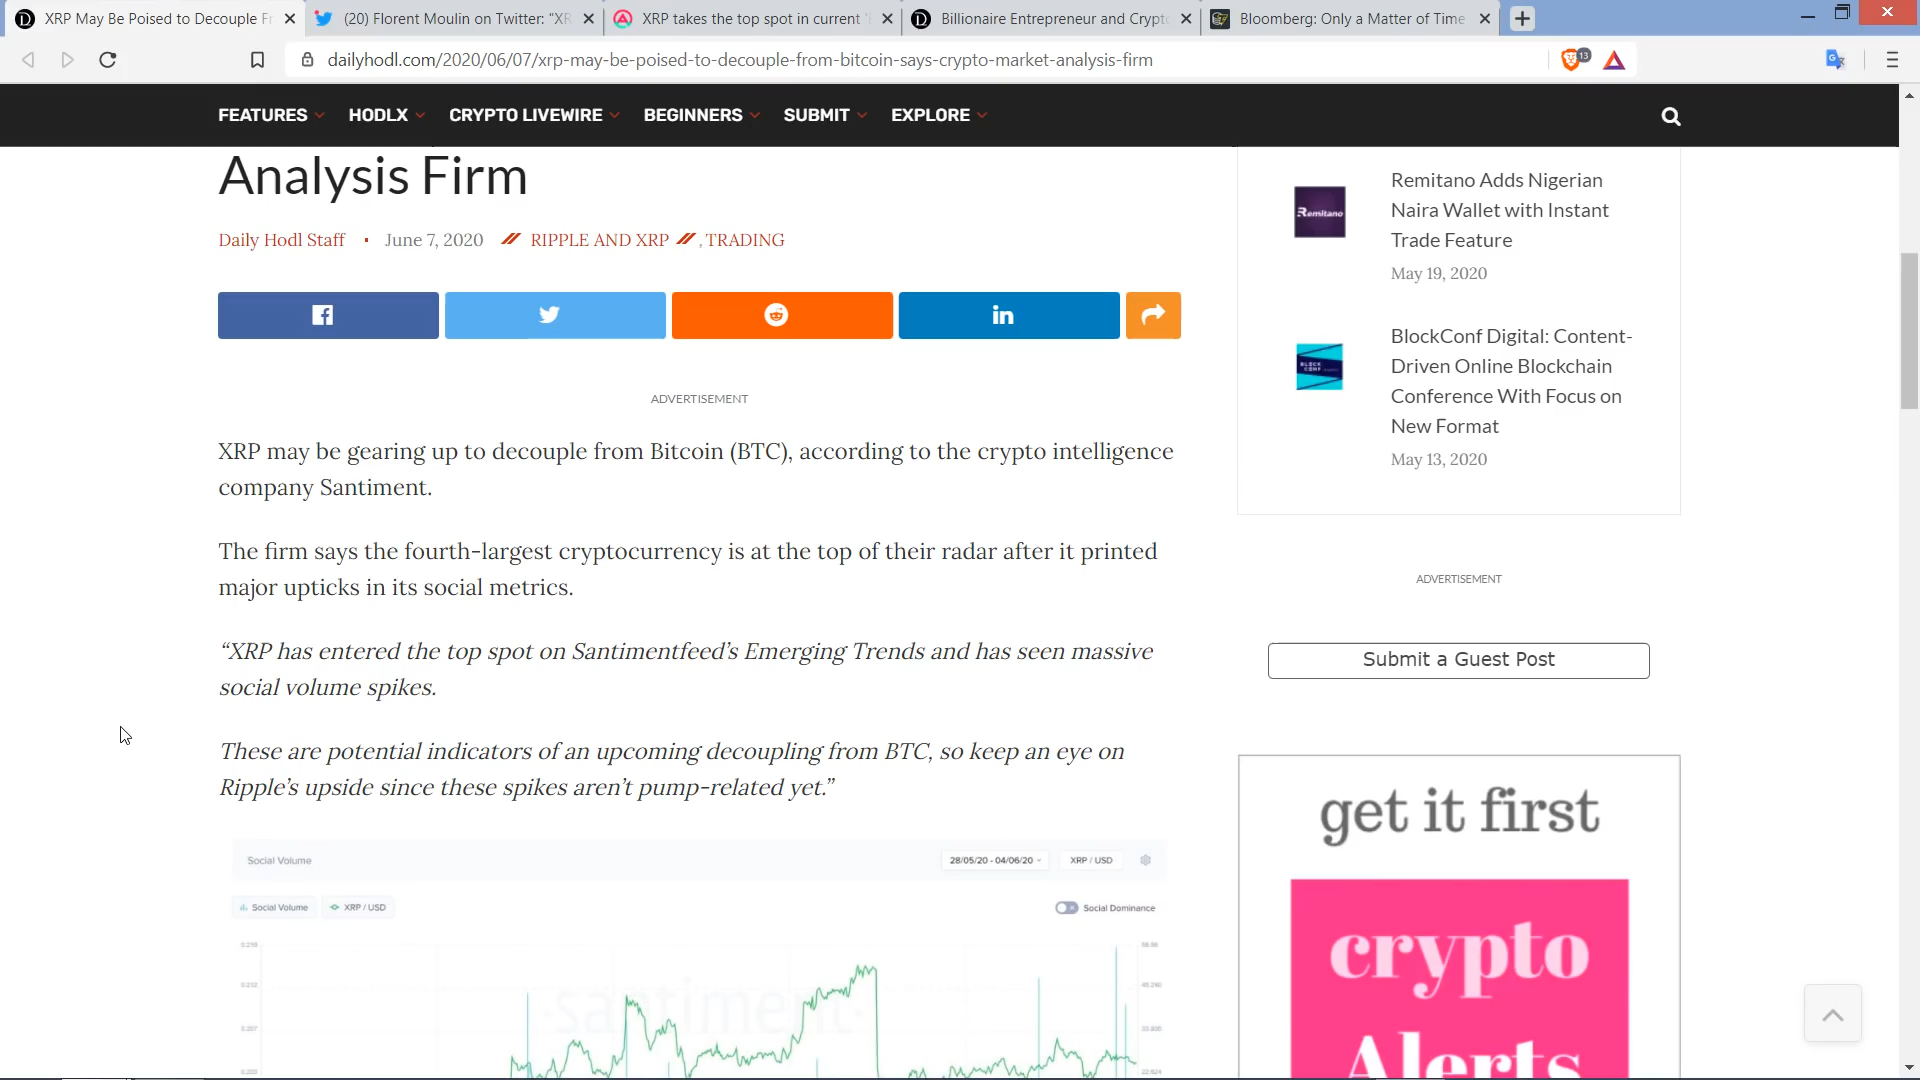 XRP May Be Poised to Decouple Fr
(20) Florent Moulin on Twitter: "XR
XRP takes the top spot in current 'E
Billionaire Entrepreneur and Crypto
Bloomberg: Only a Matter of Time
dailyhodl.com/2020/06/07/xrp-may-be-poised-to-decouple-from-bitcoin-says-crypto-market-analysis-firm
13
FEATURES HODLX CRYPTO LIVEWIRE BEGINNERS SUBMIT EXPLORE
Analysis Firm
Daily Hodl Staff • June 7, 2020 RIPPLE AND XRP , TRADING
ADVERTISEMENT
XRP may be gearing up to decouple from Bitcoin (BTC), according to the crypto intelligence
company Santiment.
The firm says the fourth-largest cryptocurrency is at the top of their radar after it printed
major upticks in its social metrics.
“XRP has entered the top spot on Santimentfeed’s Emerging Trends and has seen massive
social volume spikes.
These are potential indicators of an upcoming decoupling from BTC, so keep an eye on
Ripple’s upside since these spikes aren’t pump-related yet.”
Social Volume
28/05/20 - 04/06/20
XRP / USD
Social Volume
XRP / USD
Social Dominance
·santiment·
Remitano
Remitano Adds Nigerian
Naira Wallet with Instant
Trade Feature
May 19, 2020
BLOCK
CONF
BlockConf Digital: Content-
Driven Online Blockchain
Conference With Focus on
New Format
May 13, 2020
ADVERTISEMENT
Submit a Guest Post
get it first
crypto
Alerts